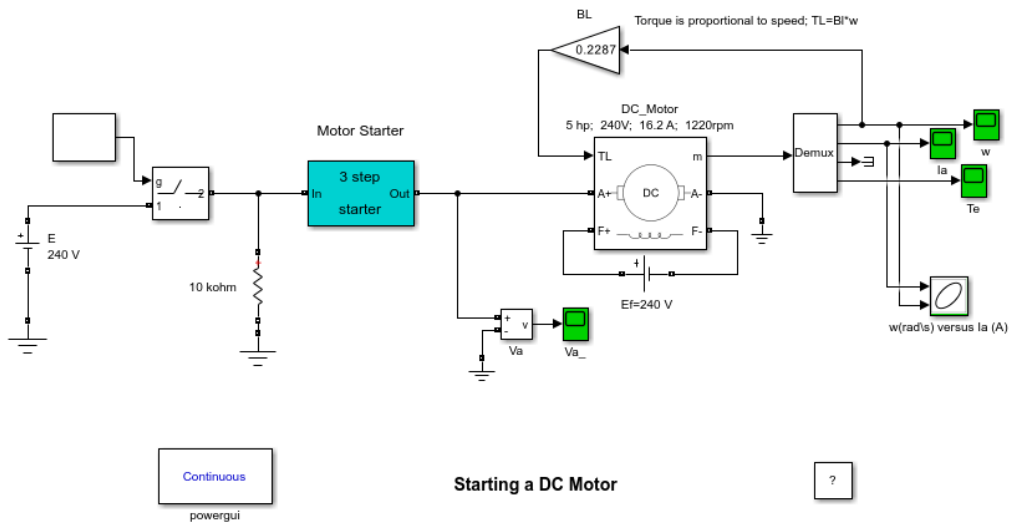 BL
Torque is proportional to speed; TL=Bl*w
0.2287
DC_Motor
5 hp; 240V; 16.2 A; 1220rpm
Motor Starter
TL
m
Demux
w
Ia
Te
g
1
2
In
3 step
starter
Out
A+
DC
A-
F+
F-
+
E
240 V
10 kohm
+
Ef=240 V
+
-
v
Va
Va_
w(rad\s) versus Ia (A)
Continuous
powergui
Starting a DC Motor
?